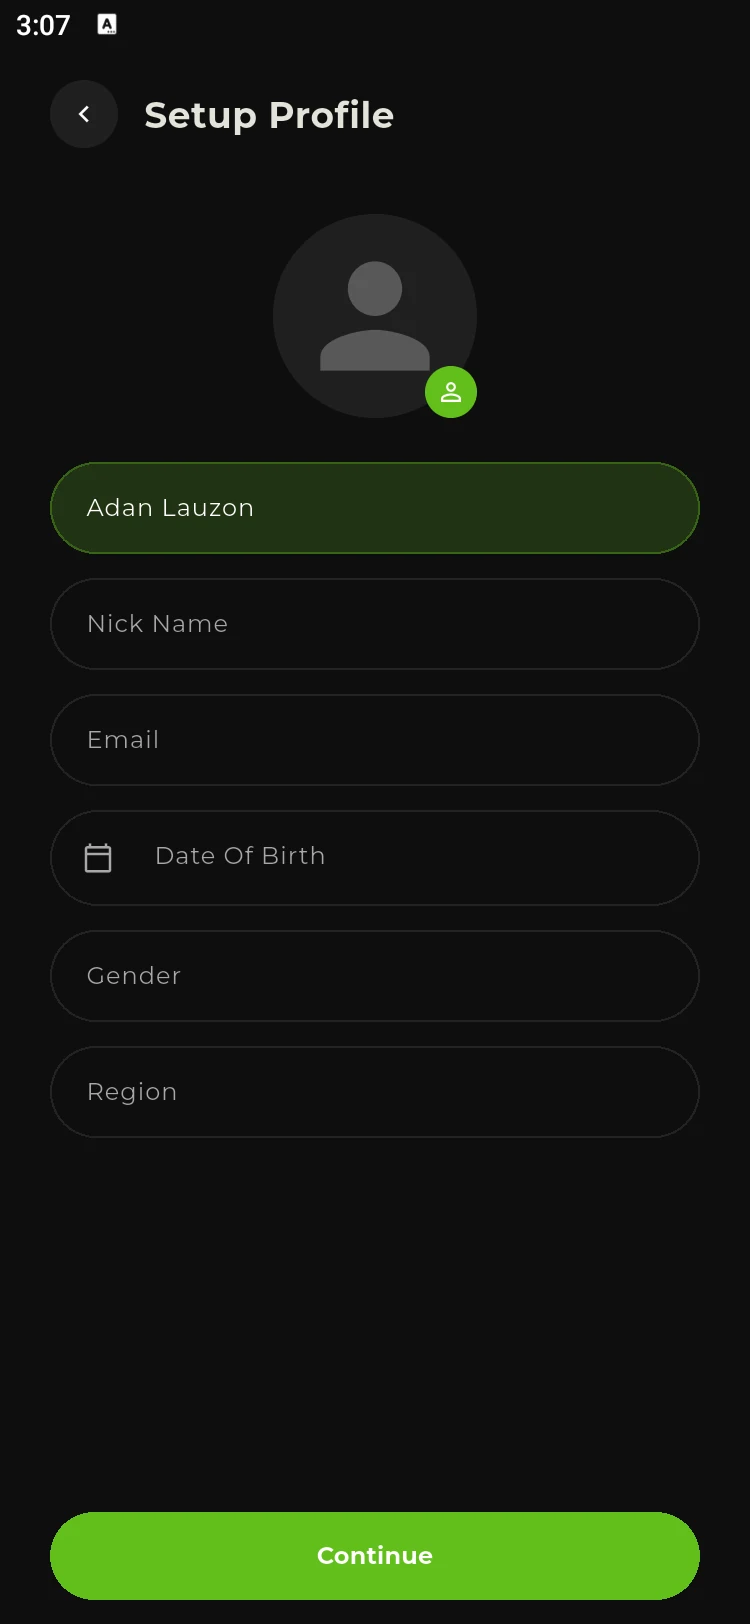 3:07
A
Setup Profile
Adan Lauzon
Nick Name
Email
Date Of Birth
Gender
Region
Continue